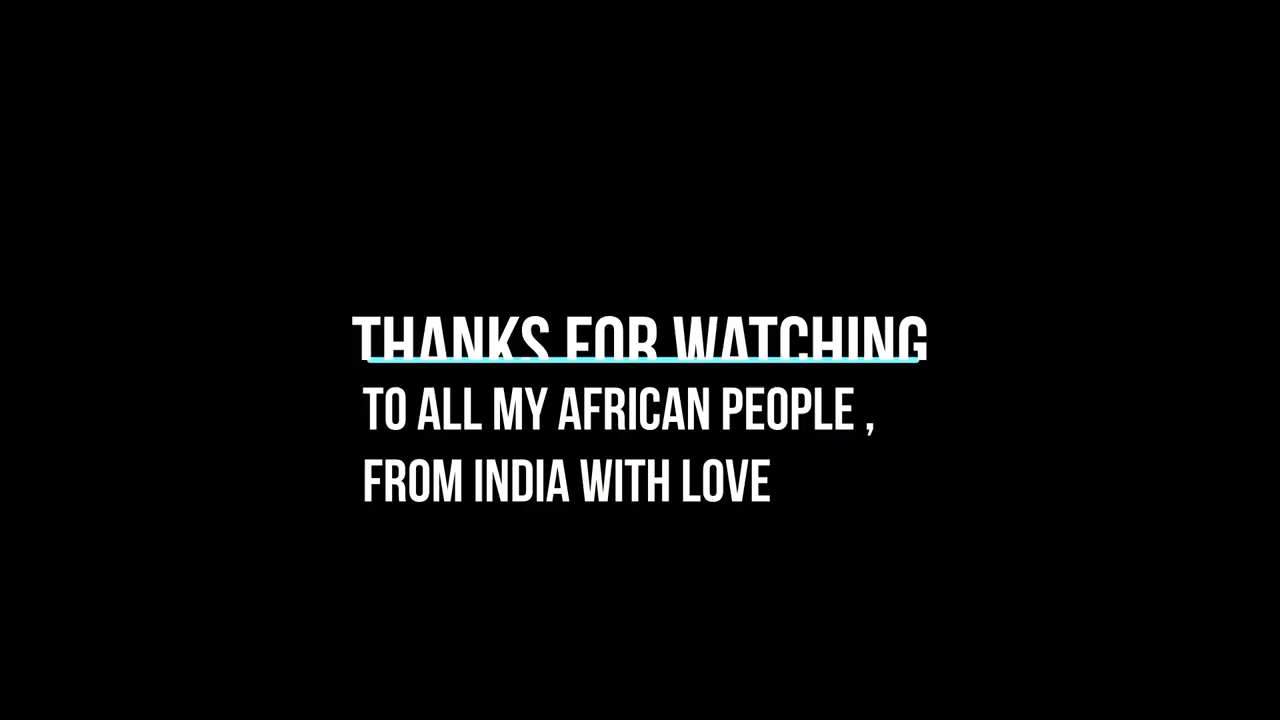 THANKS FOR WATCHING
TO ALL MY AFRICAN PEOPLE ,
FROM INDIA WITH LOVE